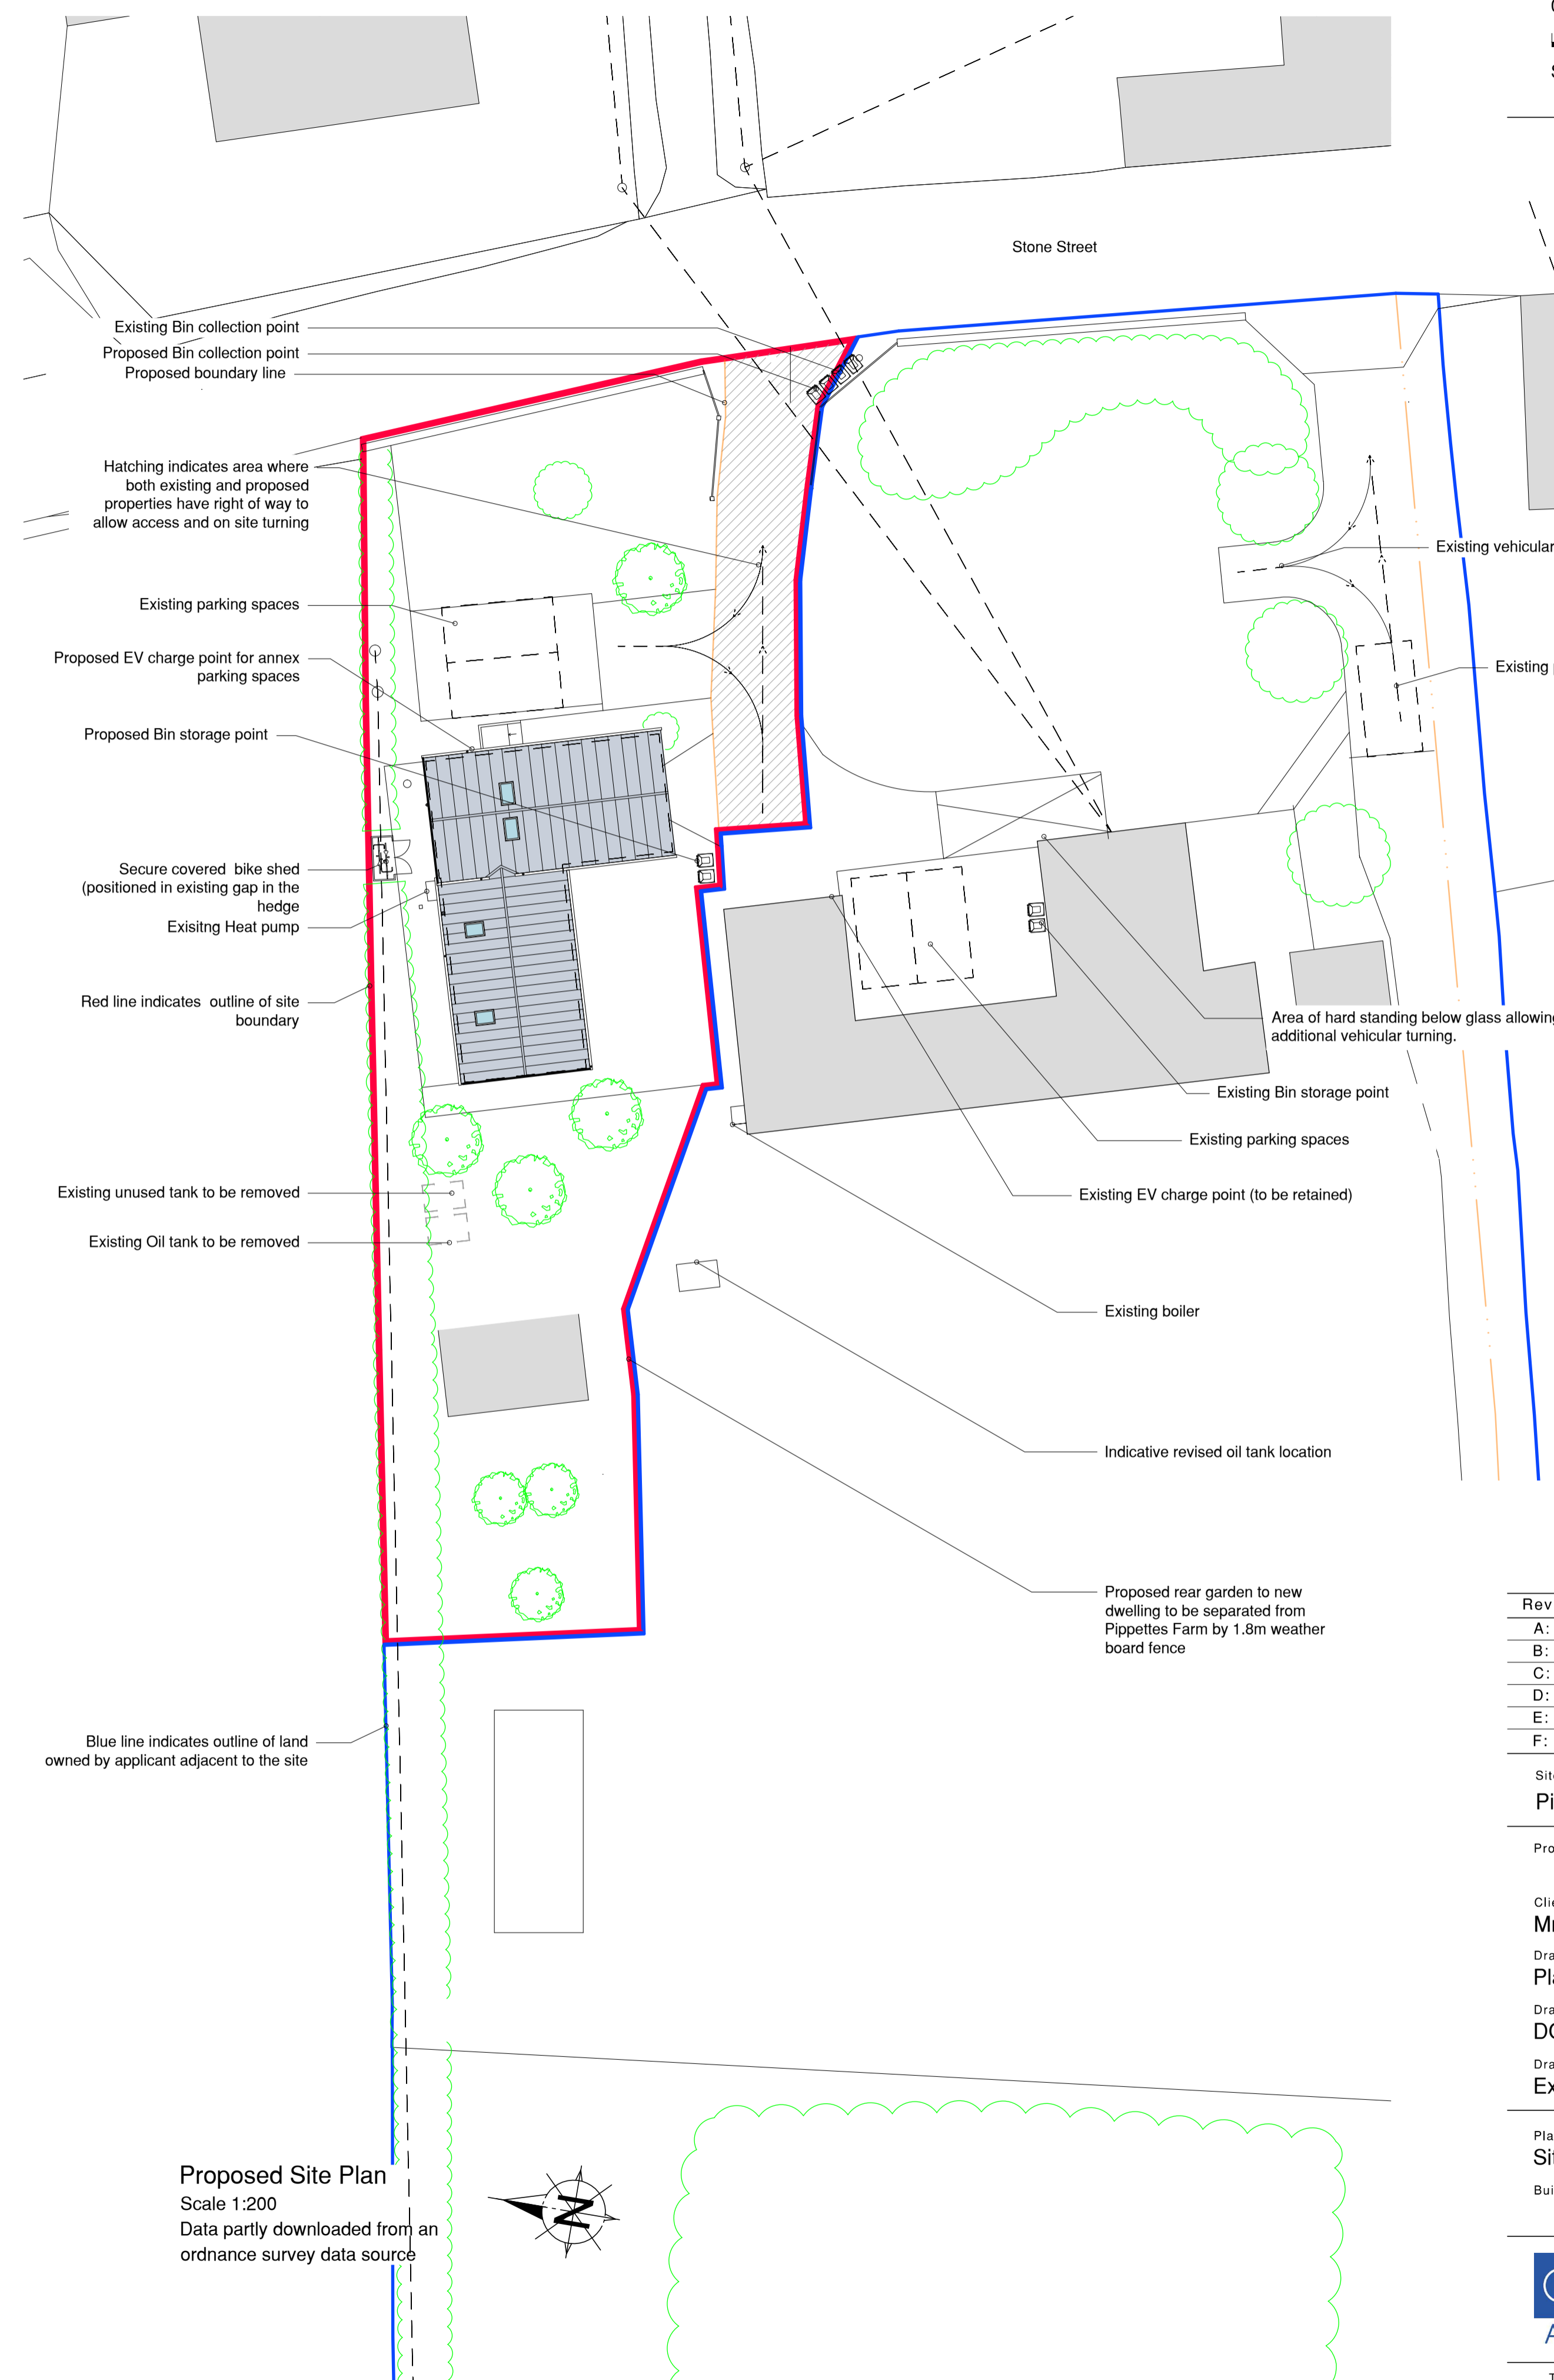 Stone Street
Existing Bin collection point
Proposed Bin collection point
Proposed boundary line
Hatching indicates area where
both existing and proposed
properties have right of way to
allow access and on site turning
Existing parking spaces
Proposed EV charge point for annex
parking spaces
Proposed Bin storage point
Secure covered bike shed
(positioned in existing gap in the
hedge
Exisitng Heat pump
Red line indicates outline of site
boundary
Existing unused tank to be removed
Existing Oil tank to be removed
Blue line indicates outline of land
owned by applicant adjacent to the site
Existing vehicular
Existing
Area of hard standing below glass allowing
additional vehicular turning.
Existing Bin storage point
Existing parking spaces
Existing EV charge point (to be retained)
Existing boiler
Indicative revised oil tank location
Proposed rear garden to new
dwelling to be separated from
Pippettes Farm by 1.8m weather
board fence
Proposed Site Plan
Scale 1:200
Data partly downloaded from an
ordnance survey data source
N
Rev
A:
B:
C:
D:
E:
F: